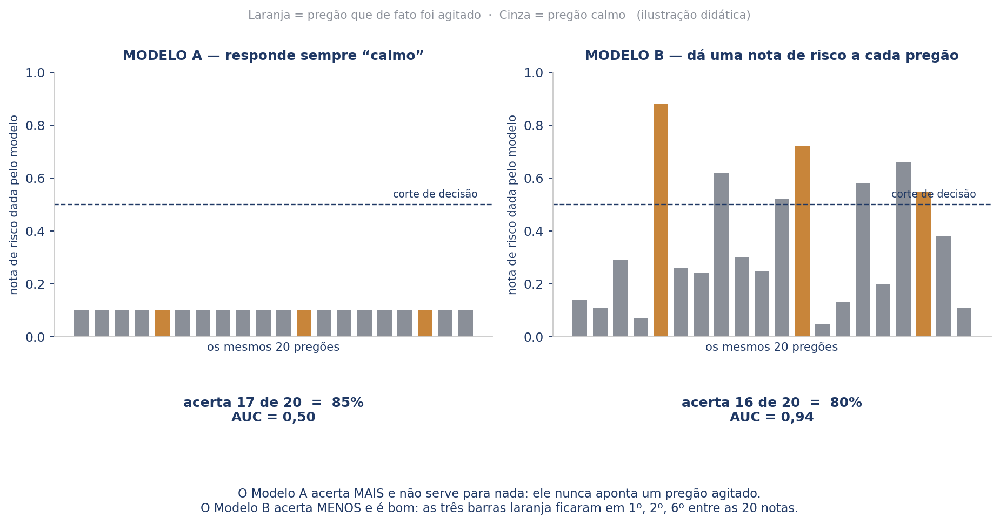 Laranja = pregão que de fato foi agitado · Cinza = pregão calmo (ilustração didática)
MODELO A — responde sempre “calmo”
nota de risco dada pelo modelo
1.0
0.8
0.6
0.4
0.2
0.0
corte de decisão
os mesmos 20 pregões
acerta 17 de 20 = 85%
AUC = 0,50
MODELO B — dá uma nota de risco a cada pregão
nota de risco dada pelo modelo
1.0
0.8
0.6
0.4
0.2
0.0
corte de decisão
os mesmos 20 pregões
acerta 16 de 20 = 80%
AUC = 0,94
O Modelo A acerta MAIS e não serve para nada: ele nunca aponta um pregão agitado.
O Modelo B acerta MENOS e é bom: as três barras laranja ficaram em 1º, 2º, 6º entre as 20 notas.